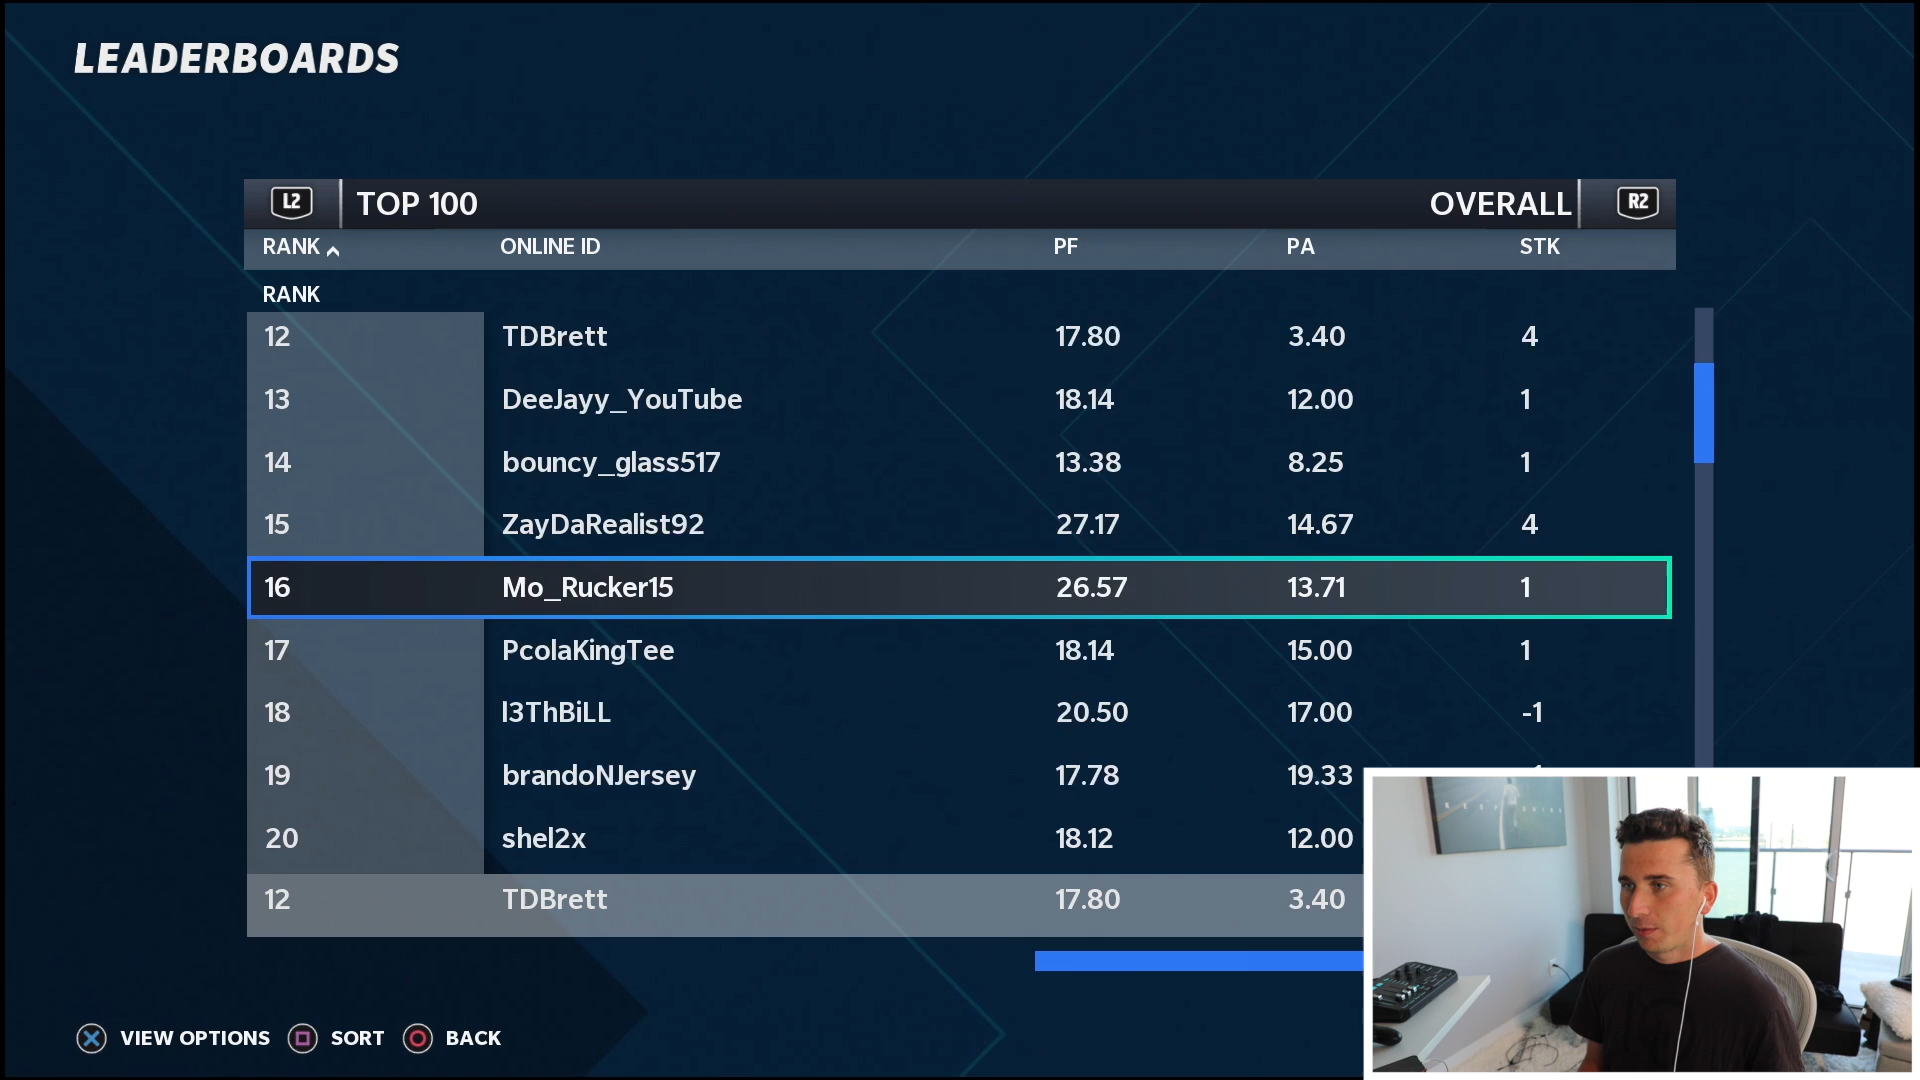 LEADERBOARDS
L2 TOP 100 OVERALL R2
RANK ONLINE ID PF PA STK
RANK
12 TDBrett 17.80 3.40 4
13 DeeJayy_YouTube 18.14 12.00 1
14 bouncy_glass517 13.38 8.25 1
15 ZayDaRealist92 27.17 14.67 4
16 Mo_Rucker15 26.57 13.71 1
17 PcolaKingTee 18.14 15.00 1
18 l3ThBiLL 20.50 17.00 -1
19 brandoNJersey 17.78 19.33
20 shel2x 18.12 12.00
12 TDBrett 17.80 3.40
VIEW OPTIONS SORT BACK